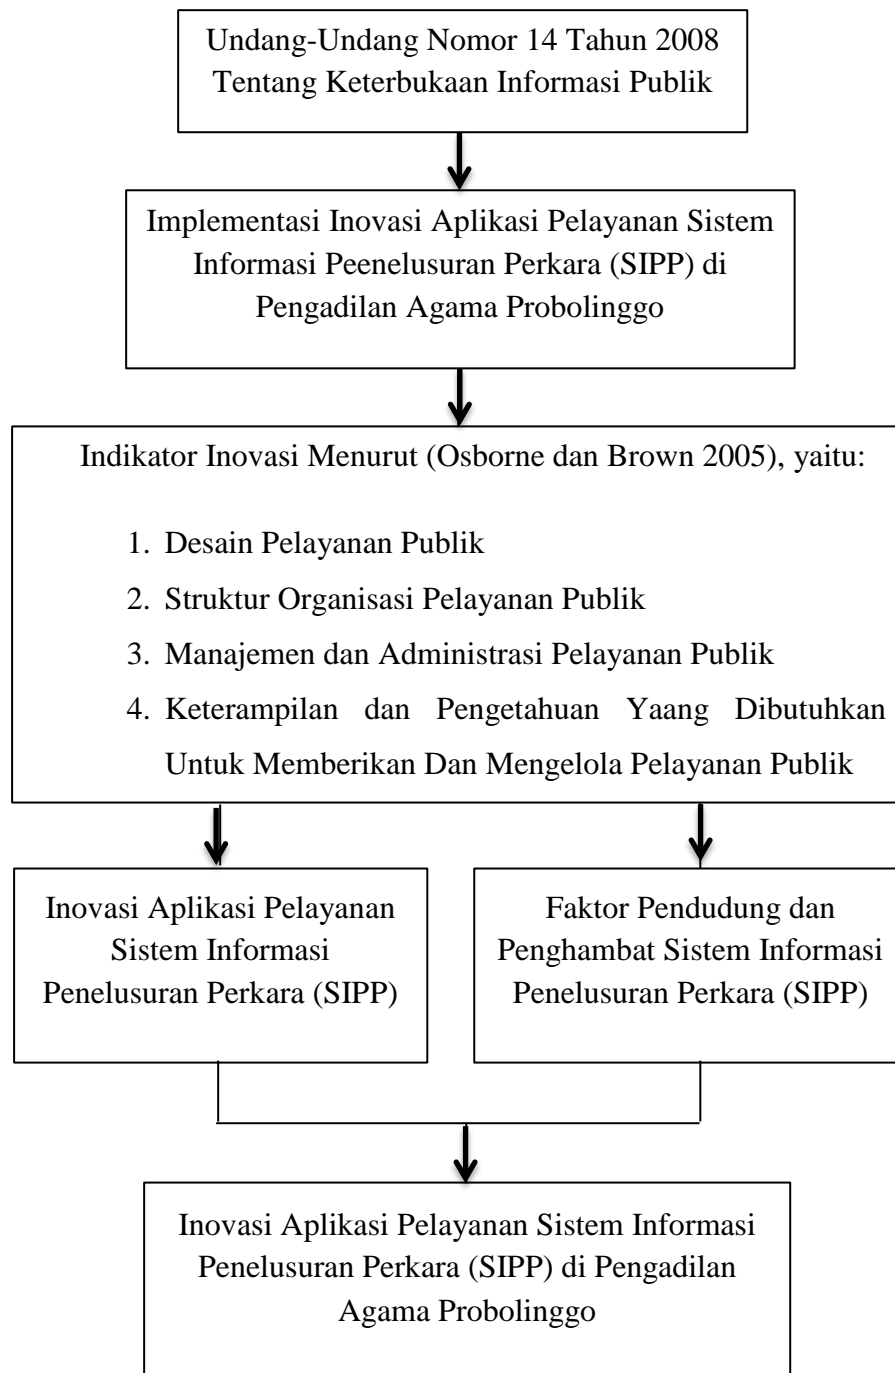 Undang-Undang Nomor 14 Tahun 2008
Tentang Keterbukaan Informasi Publik
Implementasi Inovasi Aplikasi Pelayanan Sistem
Informasi Peenelusuran Perkara (SIPP) di
Pengadilan Agama Probolinggo
Indikator Inovasi Menurut (Osborne dan Brown 2005), yaitu:
1. Desain Pelayanan Publik
2. Struktur Organisasi Pelayanan Publik
3. Manajemen dan Administrasi Pelayanan Publik
4. Keterampilan dan Pengetahuan Yaang Dibutuhkan
Untuk Memberikan Dan Mengelola Pelayanan Publik
Inovasi Aplikasi Pelayanan
Sistem Informasi
Penelusuran Perkara (SIPP)
Faktor Pendudung dan
Penghambat Sistem Informasi
Penelusuran Perkara (SIPP)
Inovasi Aplikasi Pelayanan Sistem Informasi
Penelusuran Perkara (SIPP) di Pengadilan
Agama Probolinggo